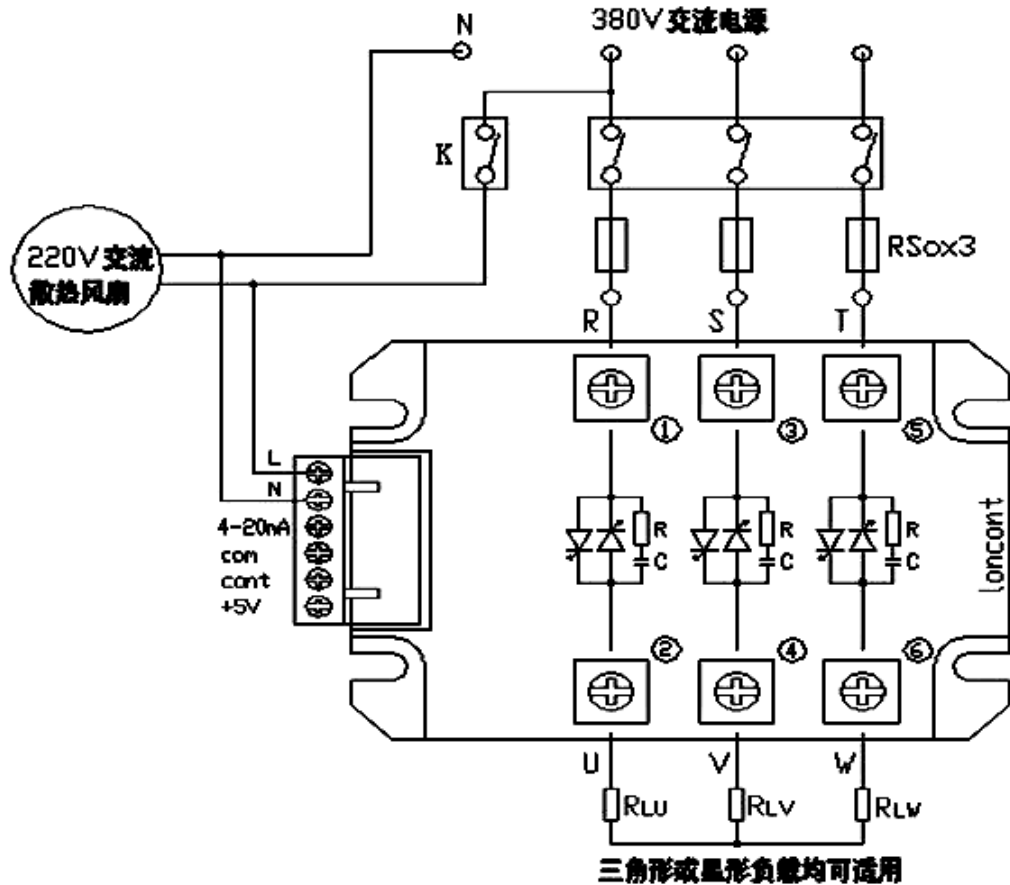 N
380V交流电源
K
220V交流
散热风扇
RSox3
R
S
T
①
③
⑤
L
N
4-20mA
com
cont
+5V
R
C
R
C
R
C
loncont
②
④
⑥
U
V
W
RLU
RLV
RLW
三角形或星形负载均可适用